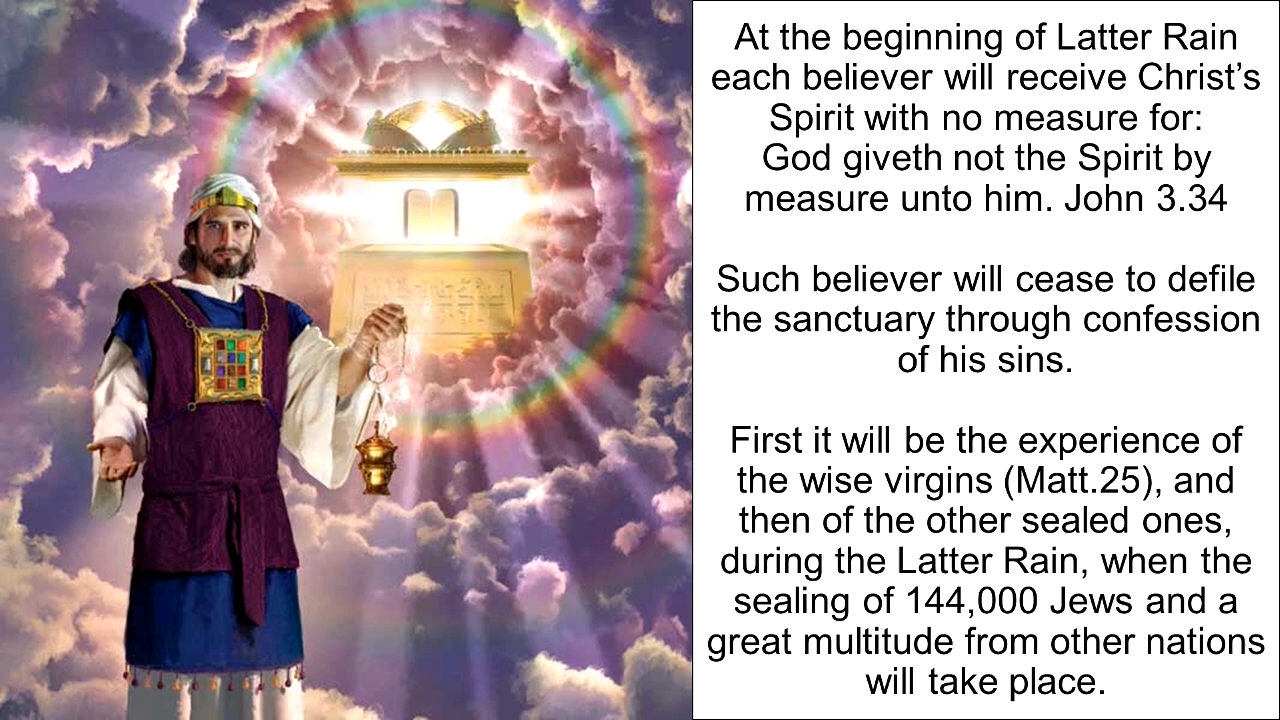 At the beginning of Latter Rain
each believer will receive Christ’s
Spirit with no measure for:
God giveth not the Spirit by
measure unto him. John 3.34
Such believer will cease to defile
the sanctuary through confession
of his sins.
First it will be the experience of
the wise virgins (Matt.25), and
then of the other sealed ones,
during the Latter Rain, when the
sealing of 144,000 Jews and a
great multitude from other nations
will take place.